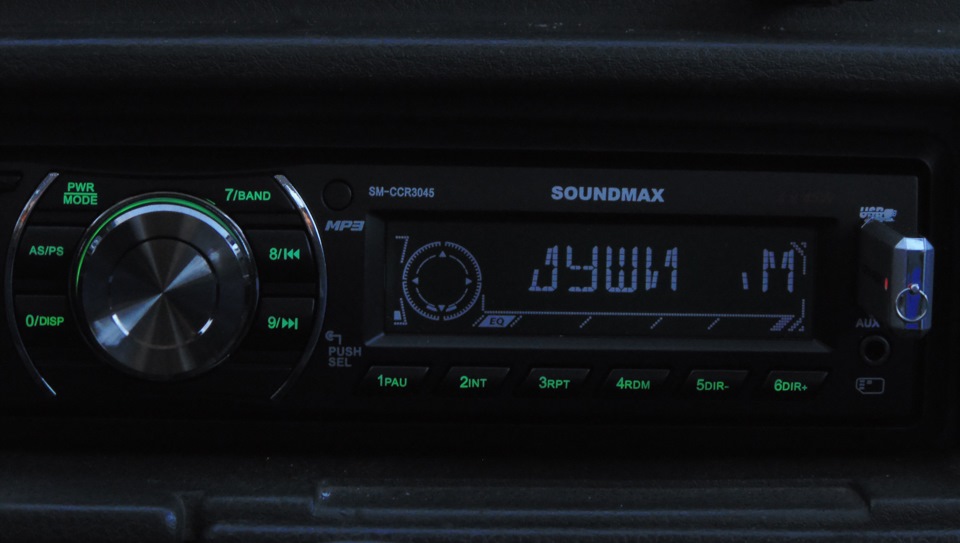 PWR
MODE
7/BAND
SM-CCR3045
SOUNDMAX
USB
MP3
AS/PS
8/
ДУШИ .М
0/DISP
9/
EQ
AUX
PUSH
SEL
1PAU
2INT
3RPT
4RDM
5DIR-
6DIR+